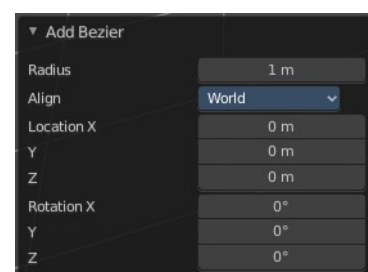 ▼ Add Bezier
Radius 1 m
Align World
Location X 0 m
Y 0 m
Z 0 m
Rotation X 0°
Y 0°
Z 0°